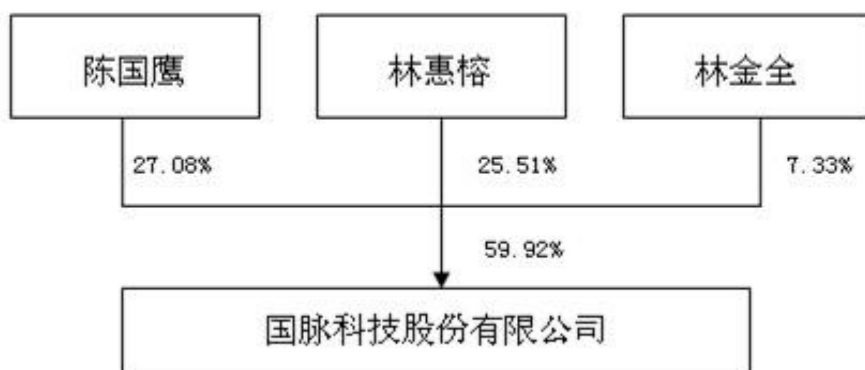 陈国鹰
林惠榕
林金全
27.08%
25.51%
7.33%
59.92%
国脉科技股份有限公司